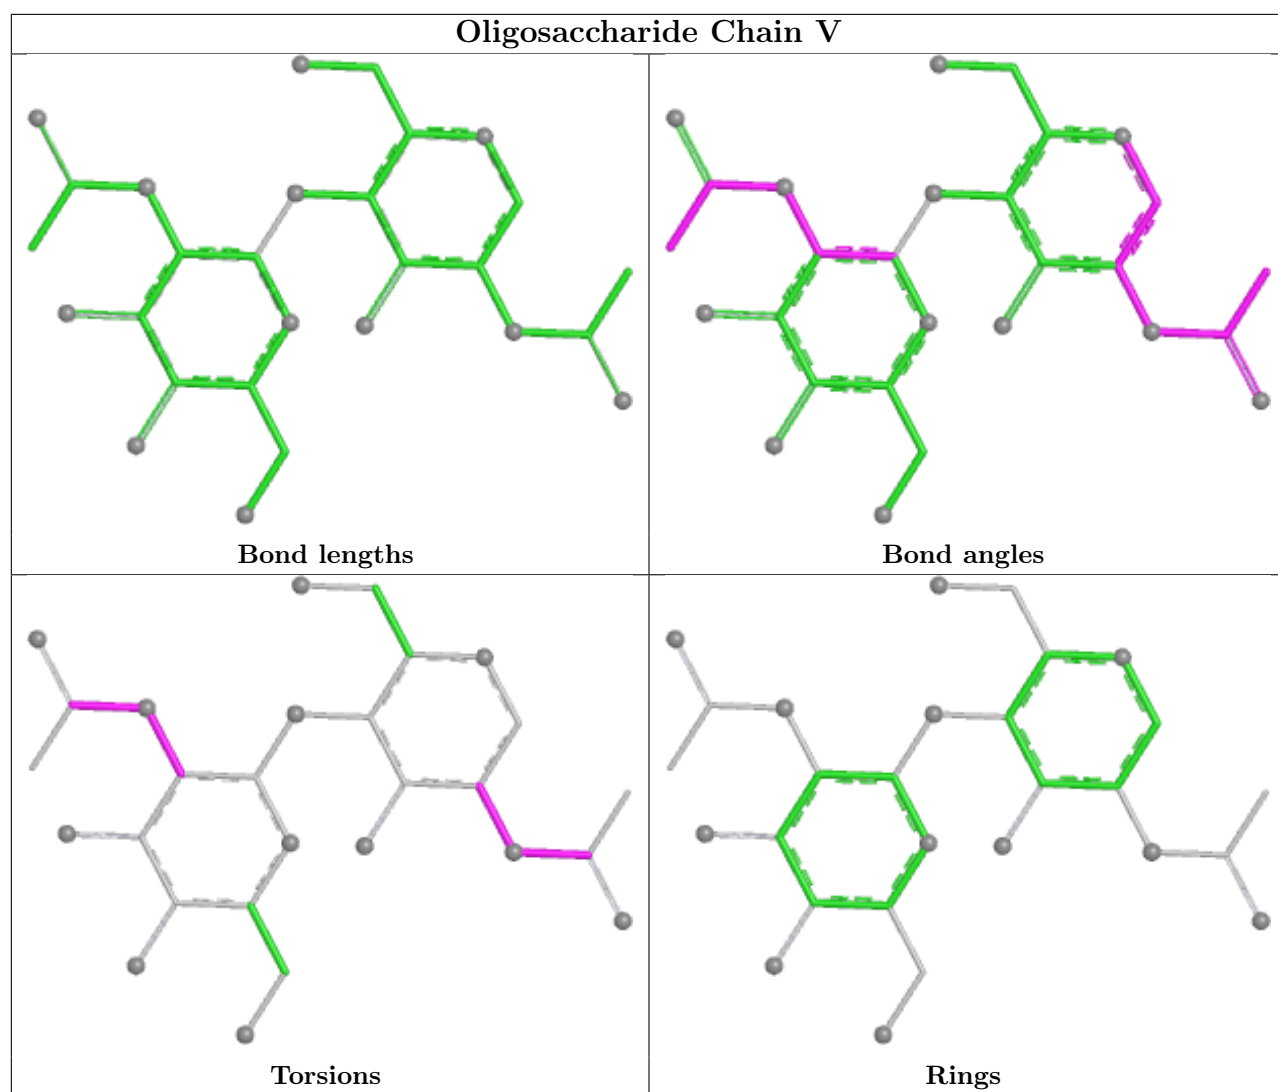 Oligosaccharide Chain V
Bond lengths
Bond angles
Torsions
Rings